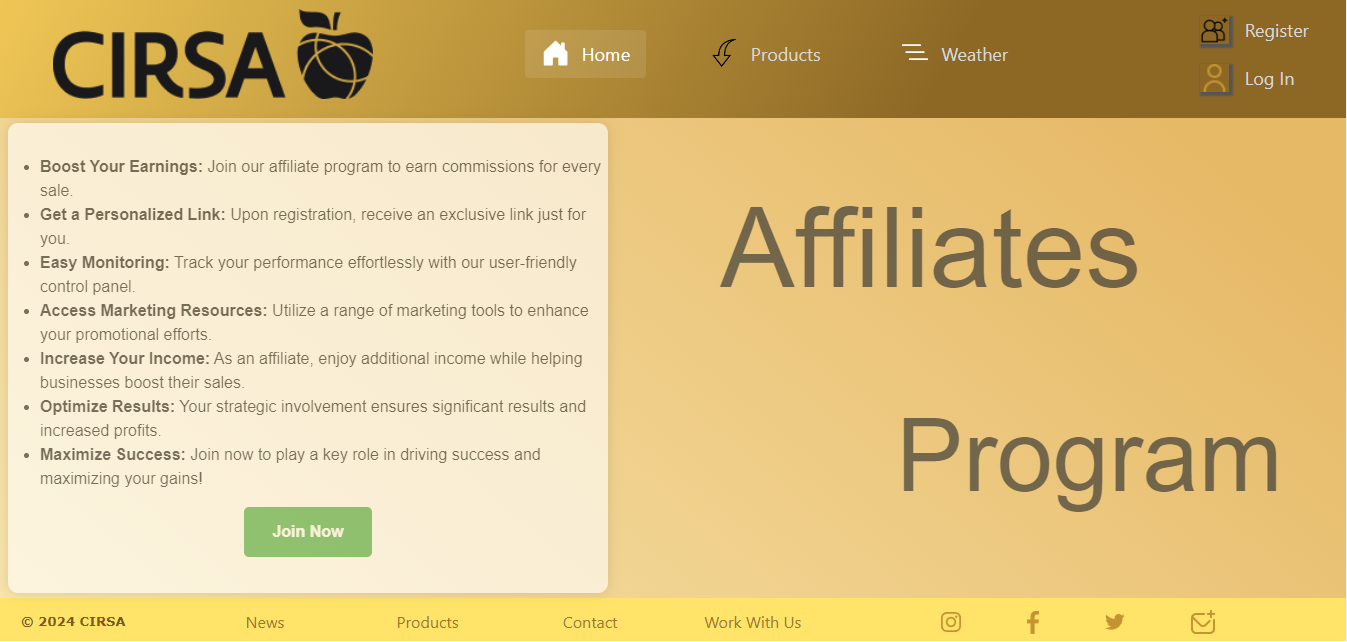 CIRSA
Home
Products
Weather
Register
Log In
• Boost Your Earnings: Join our affiliate program to earn commissions for every
sale.
• Get a Personalized Link: Upon registration, receive an exclusive link just for
you.
• Easy Monitoring: Track your performance effortlessly with our user-friendly
control panel.
• Access Marketing Resources: Utilize a range of marketing tools to enhance
your promotional efforts.
• Increase Your Income: As an affiliate, enjoy additional income while helping
businesses boost their sales.
• Optimize Results: Your strategic involvement ensures significant results and
increased profits.
• Maximize Success: Join now to play a key role in driving success and
maximizing your gains!
Join Now
Affiliates
Program
© 2024 CIRSA
News
Products
Contact
Work With Us